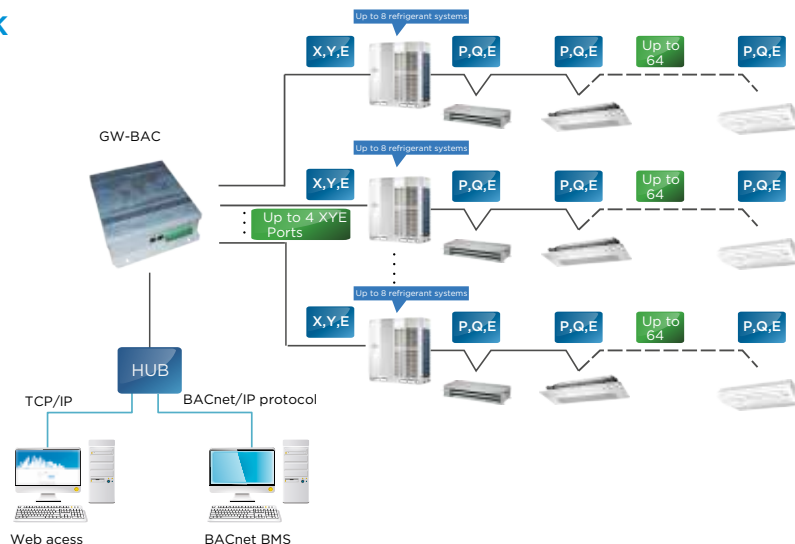 K
Up to 8 refrigerant systems
X,Y,E
P,Q,E
P,Q,E
Up to
64
P,Q,E
GW-BAC
Up to 8 refrigerant systems
X,Y,E
P,Q,E
P,Q,E
Up to
64
P,Q,E
Up to 4 XYE
Ports
Up to 8 refrigerant systems
X,Y,E
P,Q,E
P,Q,E
Up to
64
P,Q,E
HUB
TCP/IP
BACnet/IP protocol
Web acess
BACnet BMS